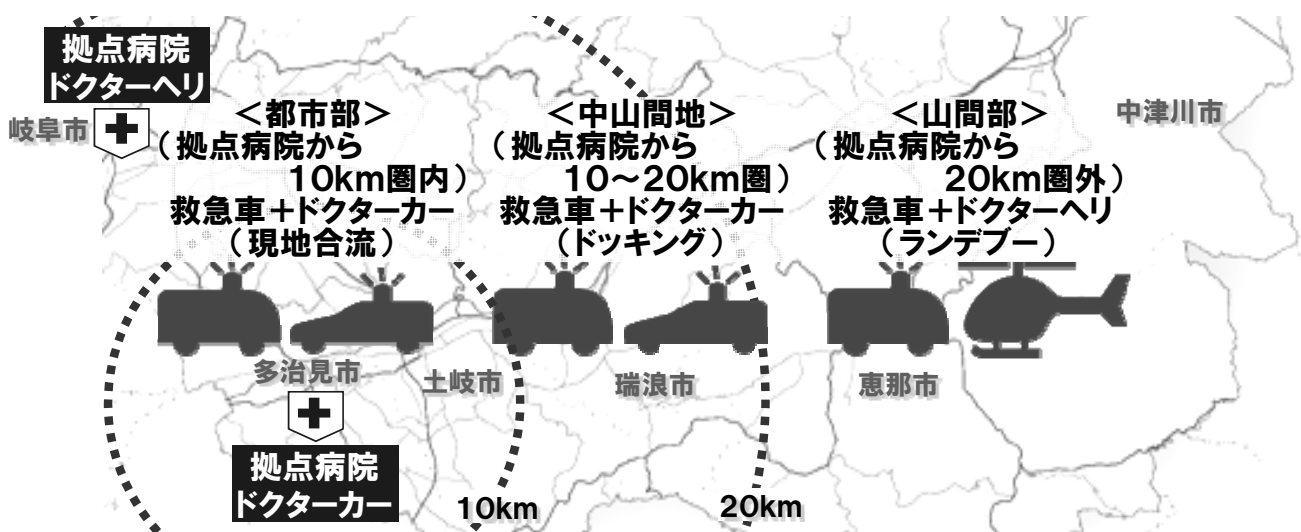 拠点病院
ドクターヘリ
岐阜市
＜都市部＞
（拠点病院から
10km圏内）
救急車＋ドクターカー
（現地合流）
＜中山間地＞
（拠点病院から
10〜20km圏）
救急車＋ドクターカー
（ドッキング）
＜山間部＞
（拠点病院から
20km圏外）
救急車＋ドクターヘリ
（ランデブー）
中津川市
多治見市
土岐市
瑞浪市
恵那市
拠点病院
ドクターカー
10km
20km